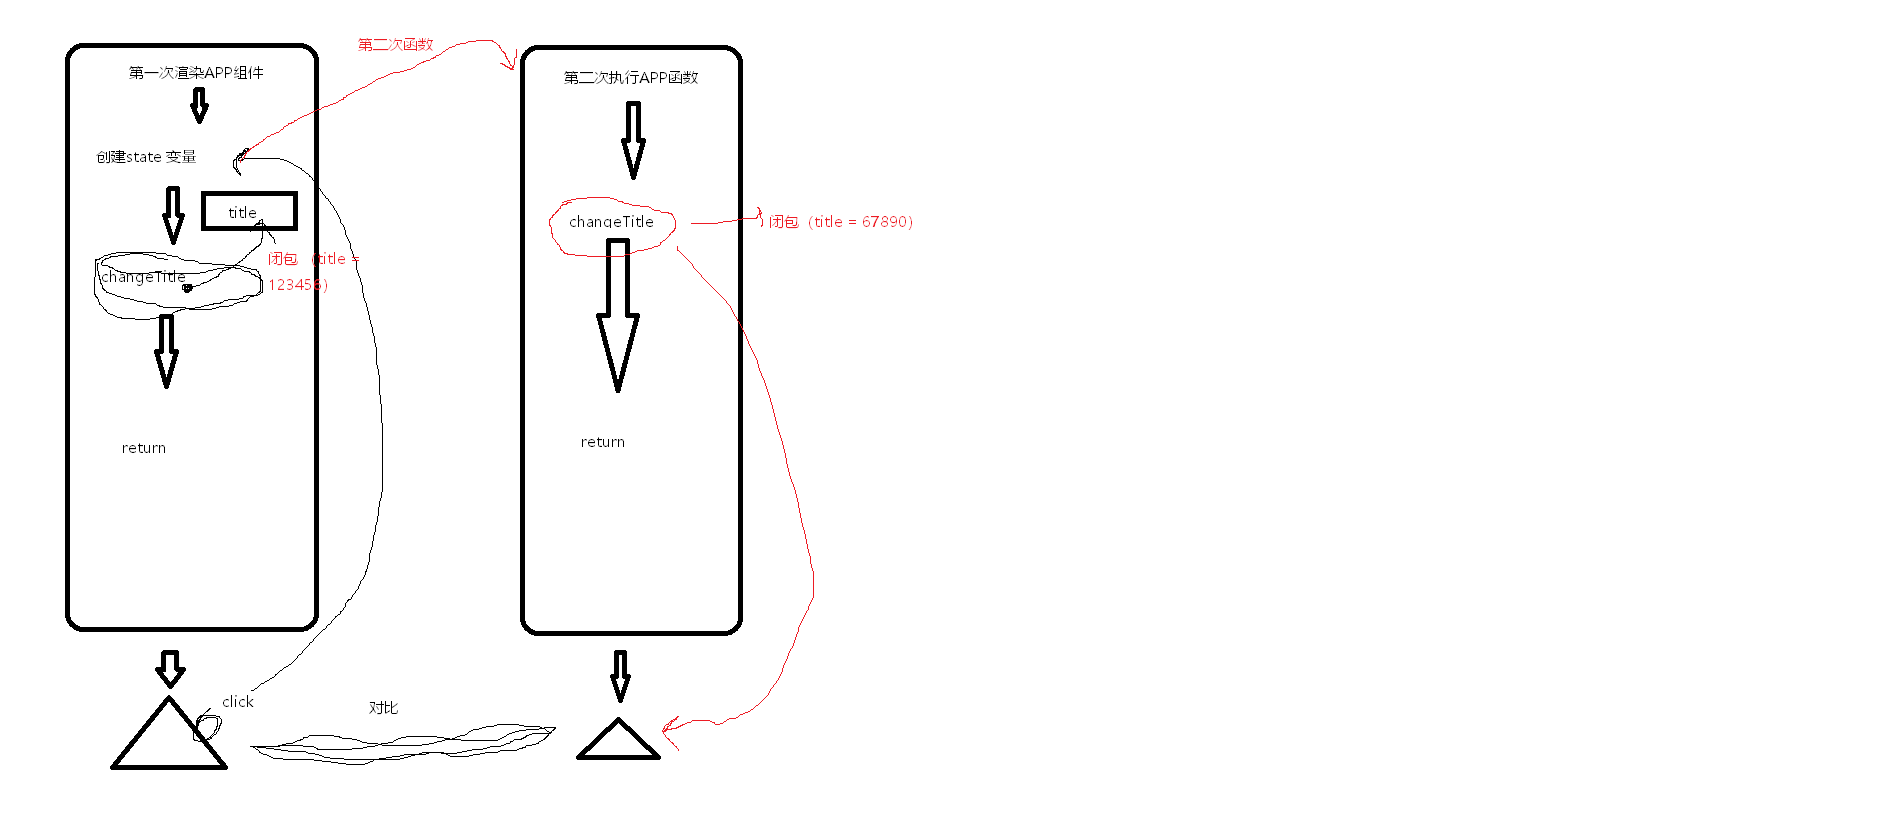 第一次渲染APP组件
创建state 变量
title
changeTitle
闭包 （title =
123456）
return
click
第二次函数
第二次执行APP函数
changeTitle
闭包（title = 67890）
return
对比